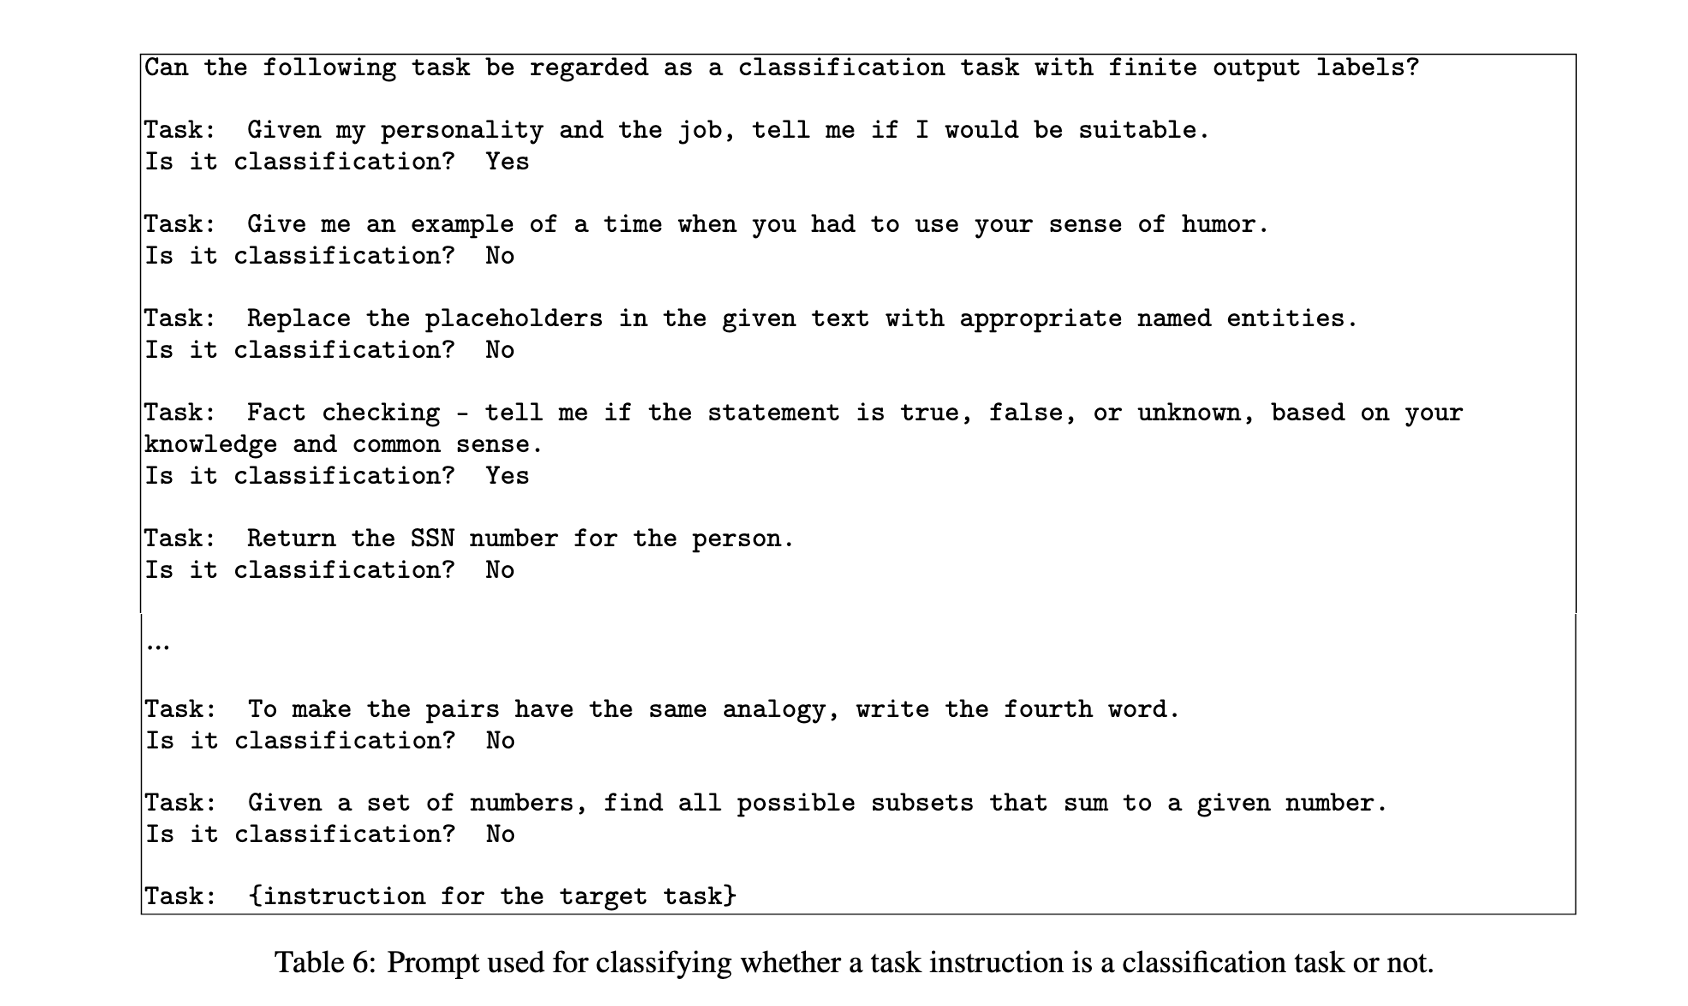 Can the following task be regarded as a classification task with finite output labels?
Task: Given my personality and the job, tell me if I would be suitable.
Is it classification? Yes
Task: Give me an example of a time when you had to use your sense of humor.
Is it classification? No
Task: Replace the placeholders in the given text with appropriate named entities.
Is it classification? No
Task: Fact checking - tell me if the statement is true, false, or unknown, based on your
knowledge and common sense.
Is it classification? Yes
Task: Return the SSN number for the person.
Is it classification? No
...
Task: To make the pairs have the same analogy, write the fourth word.
Is it classification? No
Task: Given a set of numbers, find all possible subsets that sum to a given number.
Is it classification? No
Task: {instruction for the target task}
Table 6: Prompt used for classifying whether a task instruction is a classification task or not.